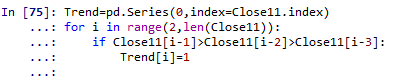 In [75]: Trend=pd.Series(0,index=Close11.index)
    ...: for i in range(2,len(Close11)):
    ...:     if Close11[i-1]>Close11[i-2]>Close11[i-3]:
    ...:         Trend[i]=1
    ...: